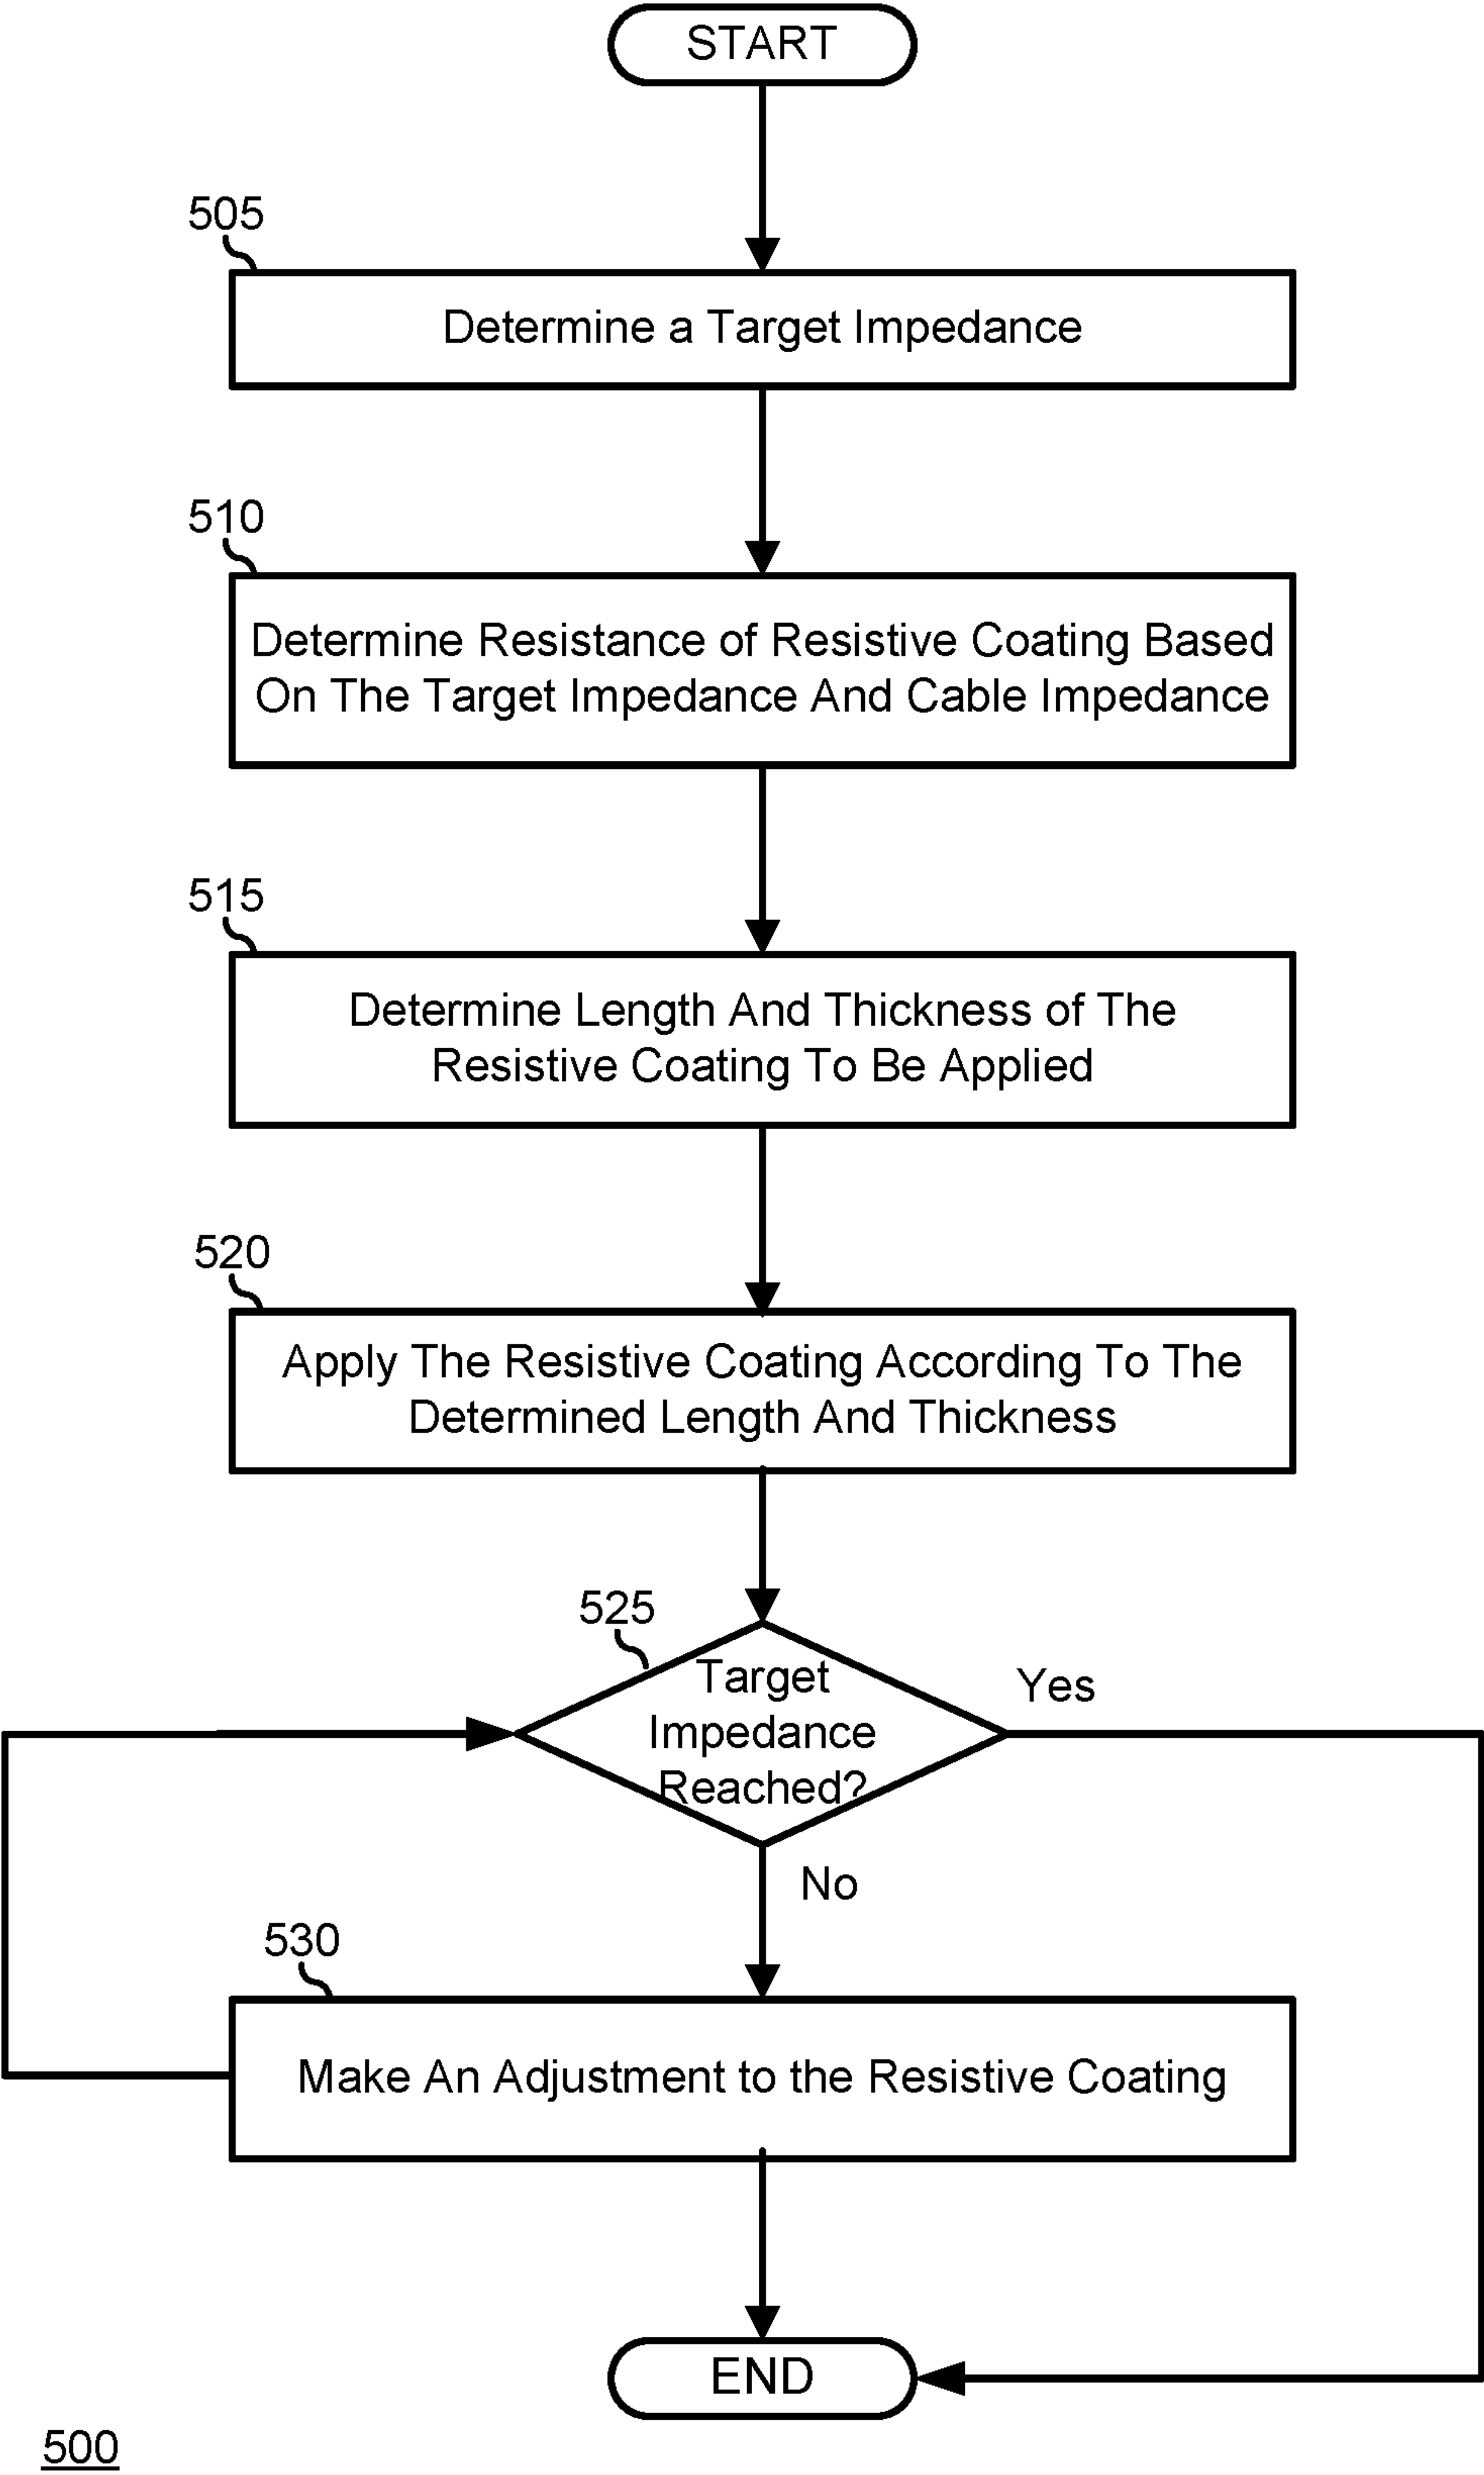 START
505
Determine a Target Impedance
510
Determine Resistance of Resistive Coating Based
On The Target Impedance And Cable Impedance
515
Determine Length And Thickness of The
Resistive Coating To Be Applied
520
Apply The Resistive Coating According To The
Determined Length And Thickness
525
Target
Impedance
Reached?
Yes
No
530
Make An Adjustment to the Resistive Coating
END
500